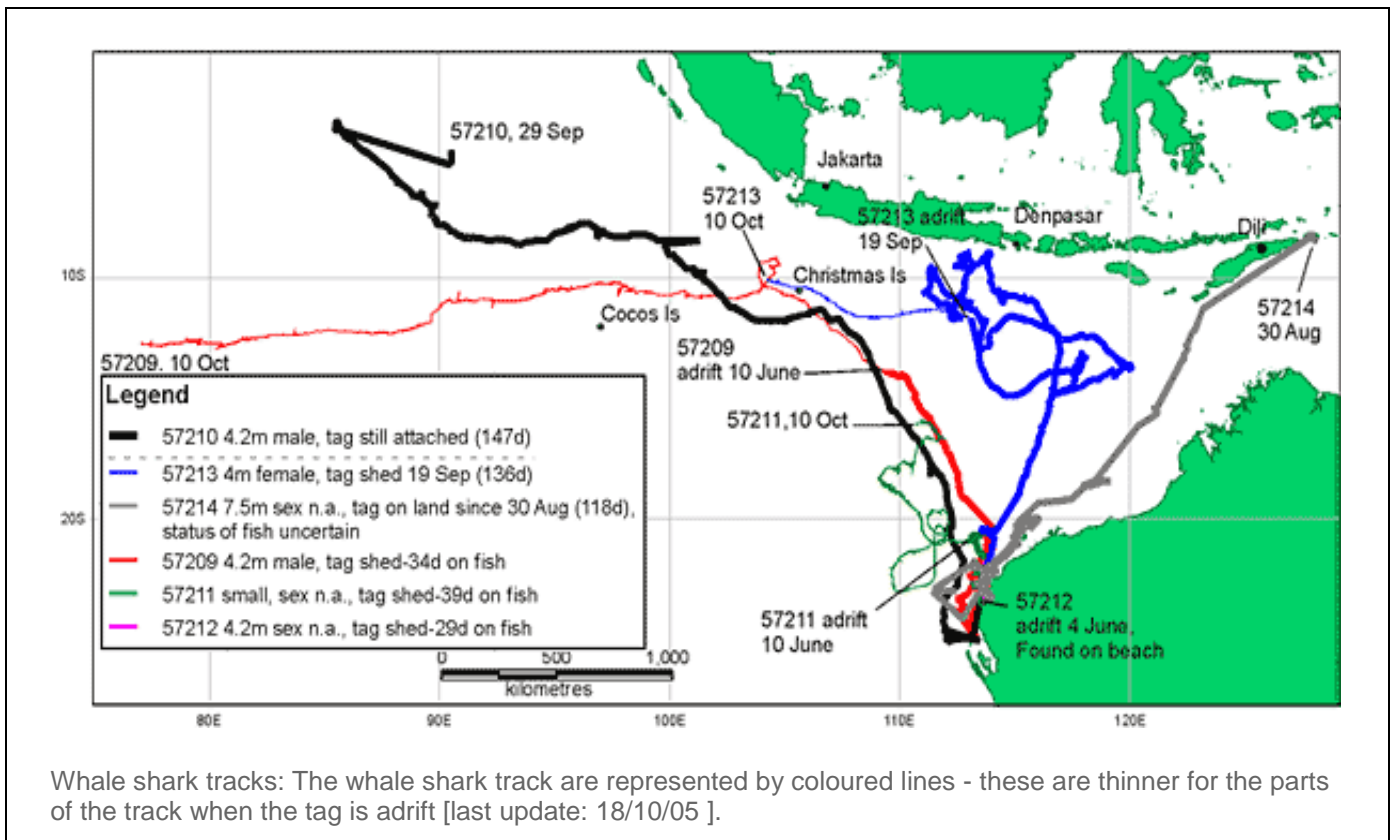 57210, 29 Sep
Jakarta
57213
10 Oct
57213 adrift
19 Sep
Denpasar
Dili
10S
Christmas Is
Cocos Is
57214
30 Aug
57209
adrift 10 June
57209. 10 Oct
Legend
57210 4.2m male, tag still attached (147d)
57213 4m female, tag shed 19 Sep (136d)
57214 7.5m sex n.a., tag on land since 30 Aug (118d),
status of fish uncertain
57209 4.2m male, tag shed-34d on fish
57211 small, sex n.a., tag shed-39d on fish
57212 4.2m sex n.a., tag shed-29d on fish
57211,10 Oct
20S
57211 adrift
10 June
57212
adrift 4 June,
Found on beach
0 500 1,000
kilometres
80E 90E 100E 110E 120E
Whale shark tracks: The whale shark track are represented by coloured lines - these are thinner for the parts
of the track when the tag is adrift [last update: 18/10/05 ].